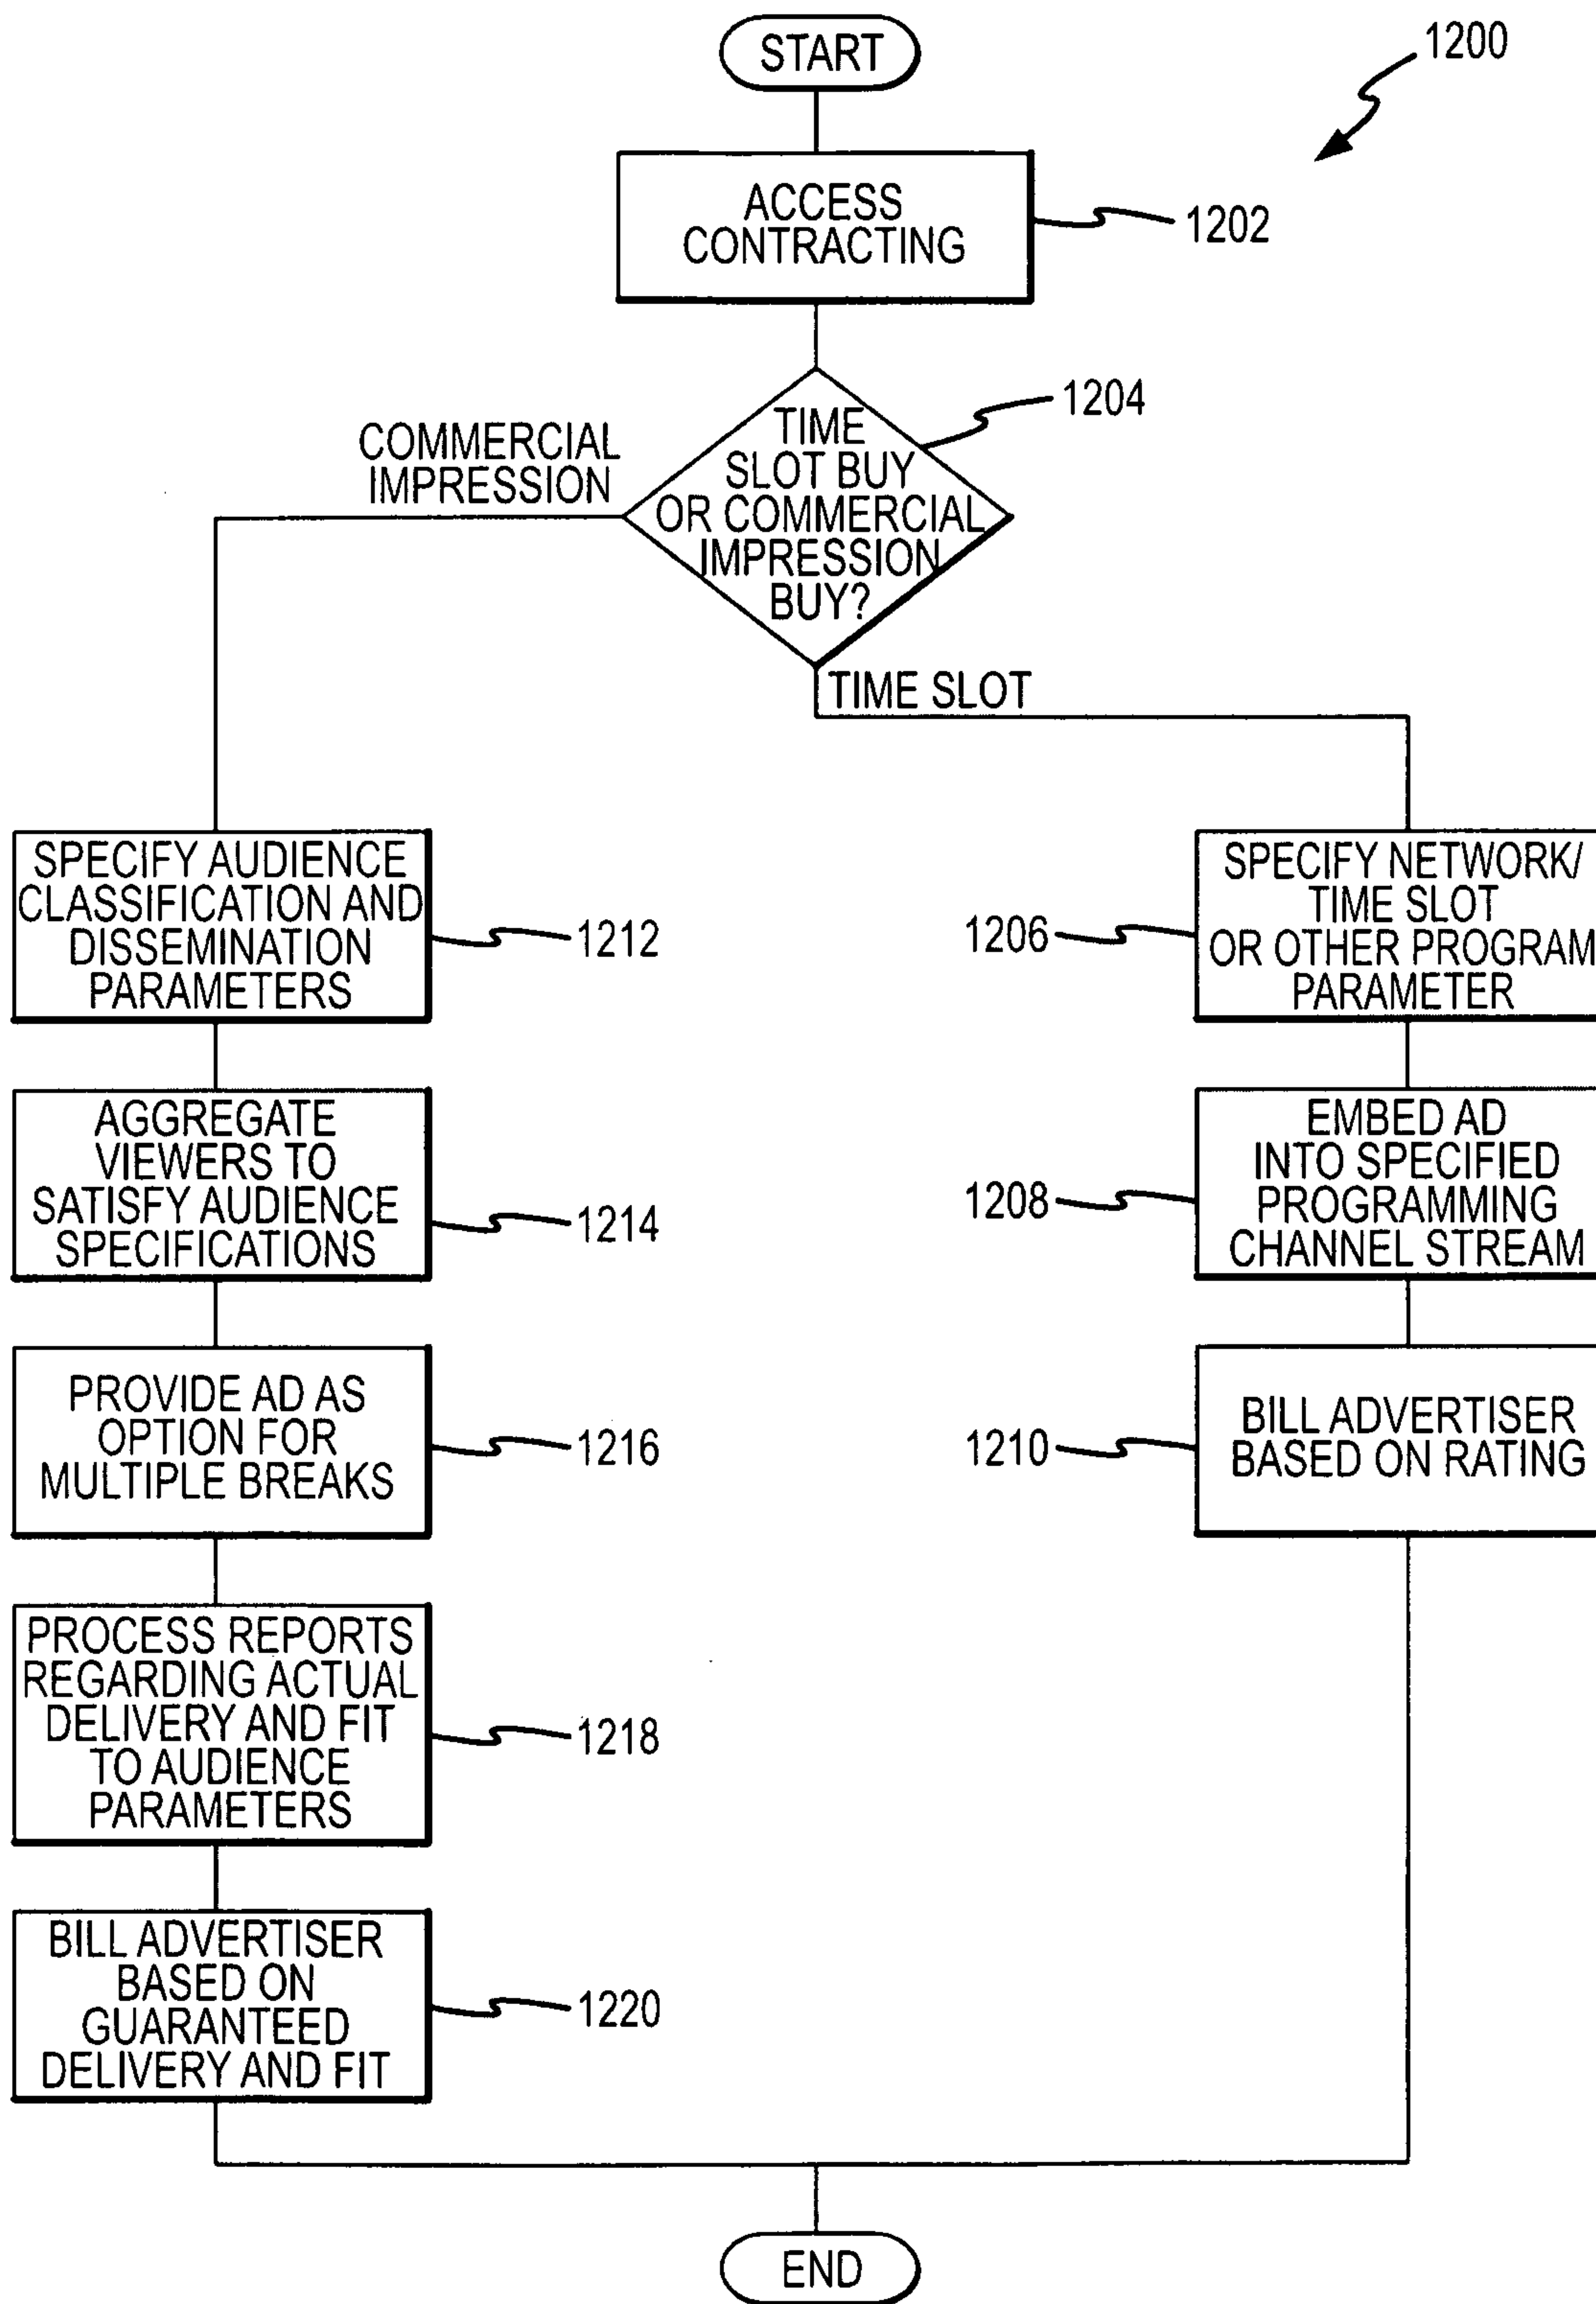 START
1200
ACCESS
CONTRACTING
1202
1204
COMMERCIAL
IMPRESSION
TIME
SLOT BUY
OR COMMERCIAL
IMPRESSION
BUY?
TIME SLOT
SPECIFY AUDIENCE
CLASSIFICATION AND
DISSEMINATION
PARAMETERS
1212
AGGREGATE
VIEWERS TO
SATISFY AUDIENCE
SPECIFICATIONS
1214
PROVIDE AD AS
OPTION FOR
MULTIPLE BREAKS
1216
PROCESS REPORTS
REGARDING ACTUAL
DELIVERY AND FIT
TO AUDIENCE
PARAMETERS
1218
BILL ADVERTISER
BASED ON
GUARANTEED
DELIVERY AND FIT
1220
1206
SPECIFY NETWORK/
TIME SLOT
OR OTHER PROGRAM
PARAMETER
1208
EMBED AD
INTO SPECIFIED
PROGRAMMING
CHANNEL STREAM
1210
BILL ADVERTISER
BASED ON RATING
END